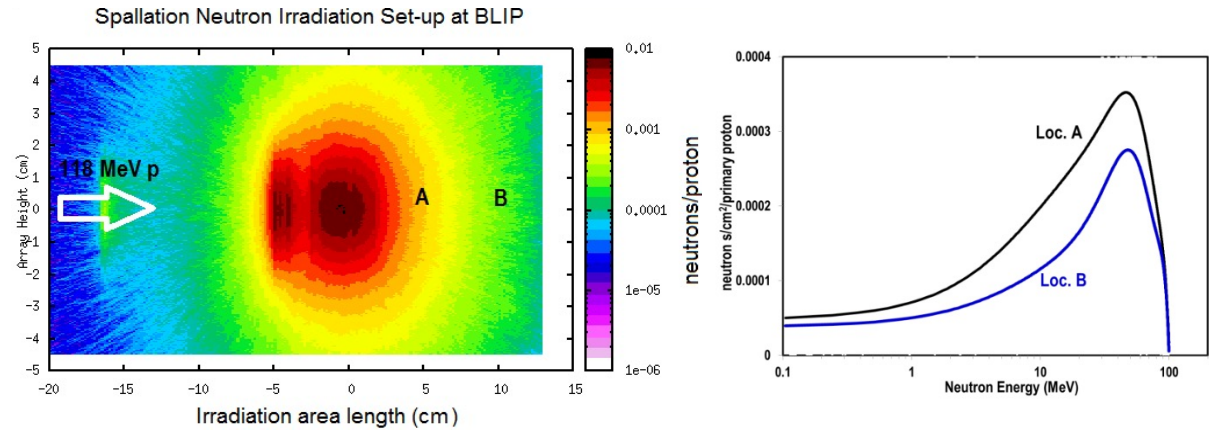 Spallation Neutron Irradiation Set-up at BLIP
5
4
3
2
1
0
-1
-2
-3
-4
-5
Array Height (cm)
118 MeV p
A
B
-20
-15
-10
-5
0
5
10
15
Irradiation area length (cm)
0.01
0.001
0.0001
1e-05
1e-06
neutrons/proton
0.0004
0.0003
0.0002
0.0001
0
neutron s/cm/primary proton
Loc. A
Loc. B
0.1
1
10
100
Neutron Energy (MeV)